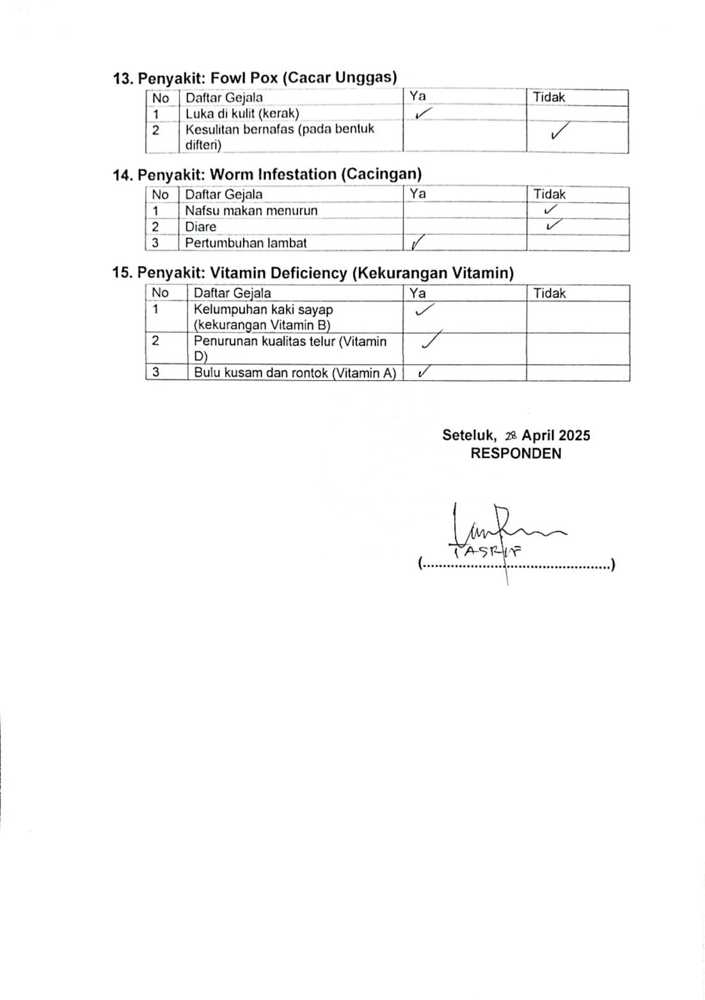 13. Penyakit: Fowl Pox (Cacar Unggas)
No Daftar Gejala Ya Tidak
1 Luka di kulit (kerak) ✓
2 Kesulitan bernafas (pada bentuk ✓
difteri)
14. Penyakit: Worm Infestation (Cacingan)
No Daftar Gejala Ya Tidak
1 Nafsu makan menurun ✓
2 Diare ✓
3 Pertumbuhan lambat ✓
15. Penyakit: Vitamin Deficiency (Kekurangan Vitamin)
No Daftar Gejala Ya Tidak
1 Kelumpuhan kaki sayap ✓
(kekurangan Vitamin B)
2 Penurunan kualitas telur (Vitamin ✓
D)
3 Bulu kusam dan rontok (Vitamin A) ✓
Seteluk, 28 April 2025
RESPONDEN
TASRIF
(................................................)